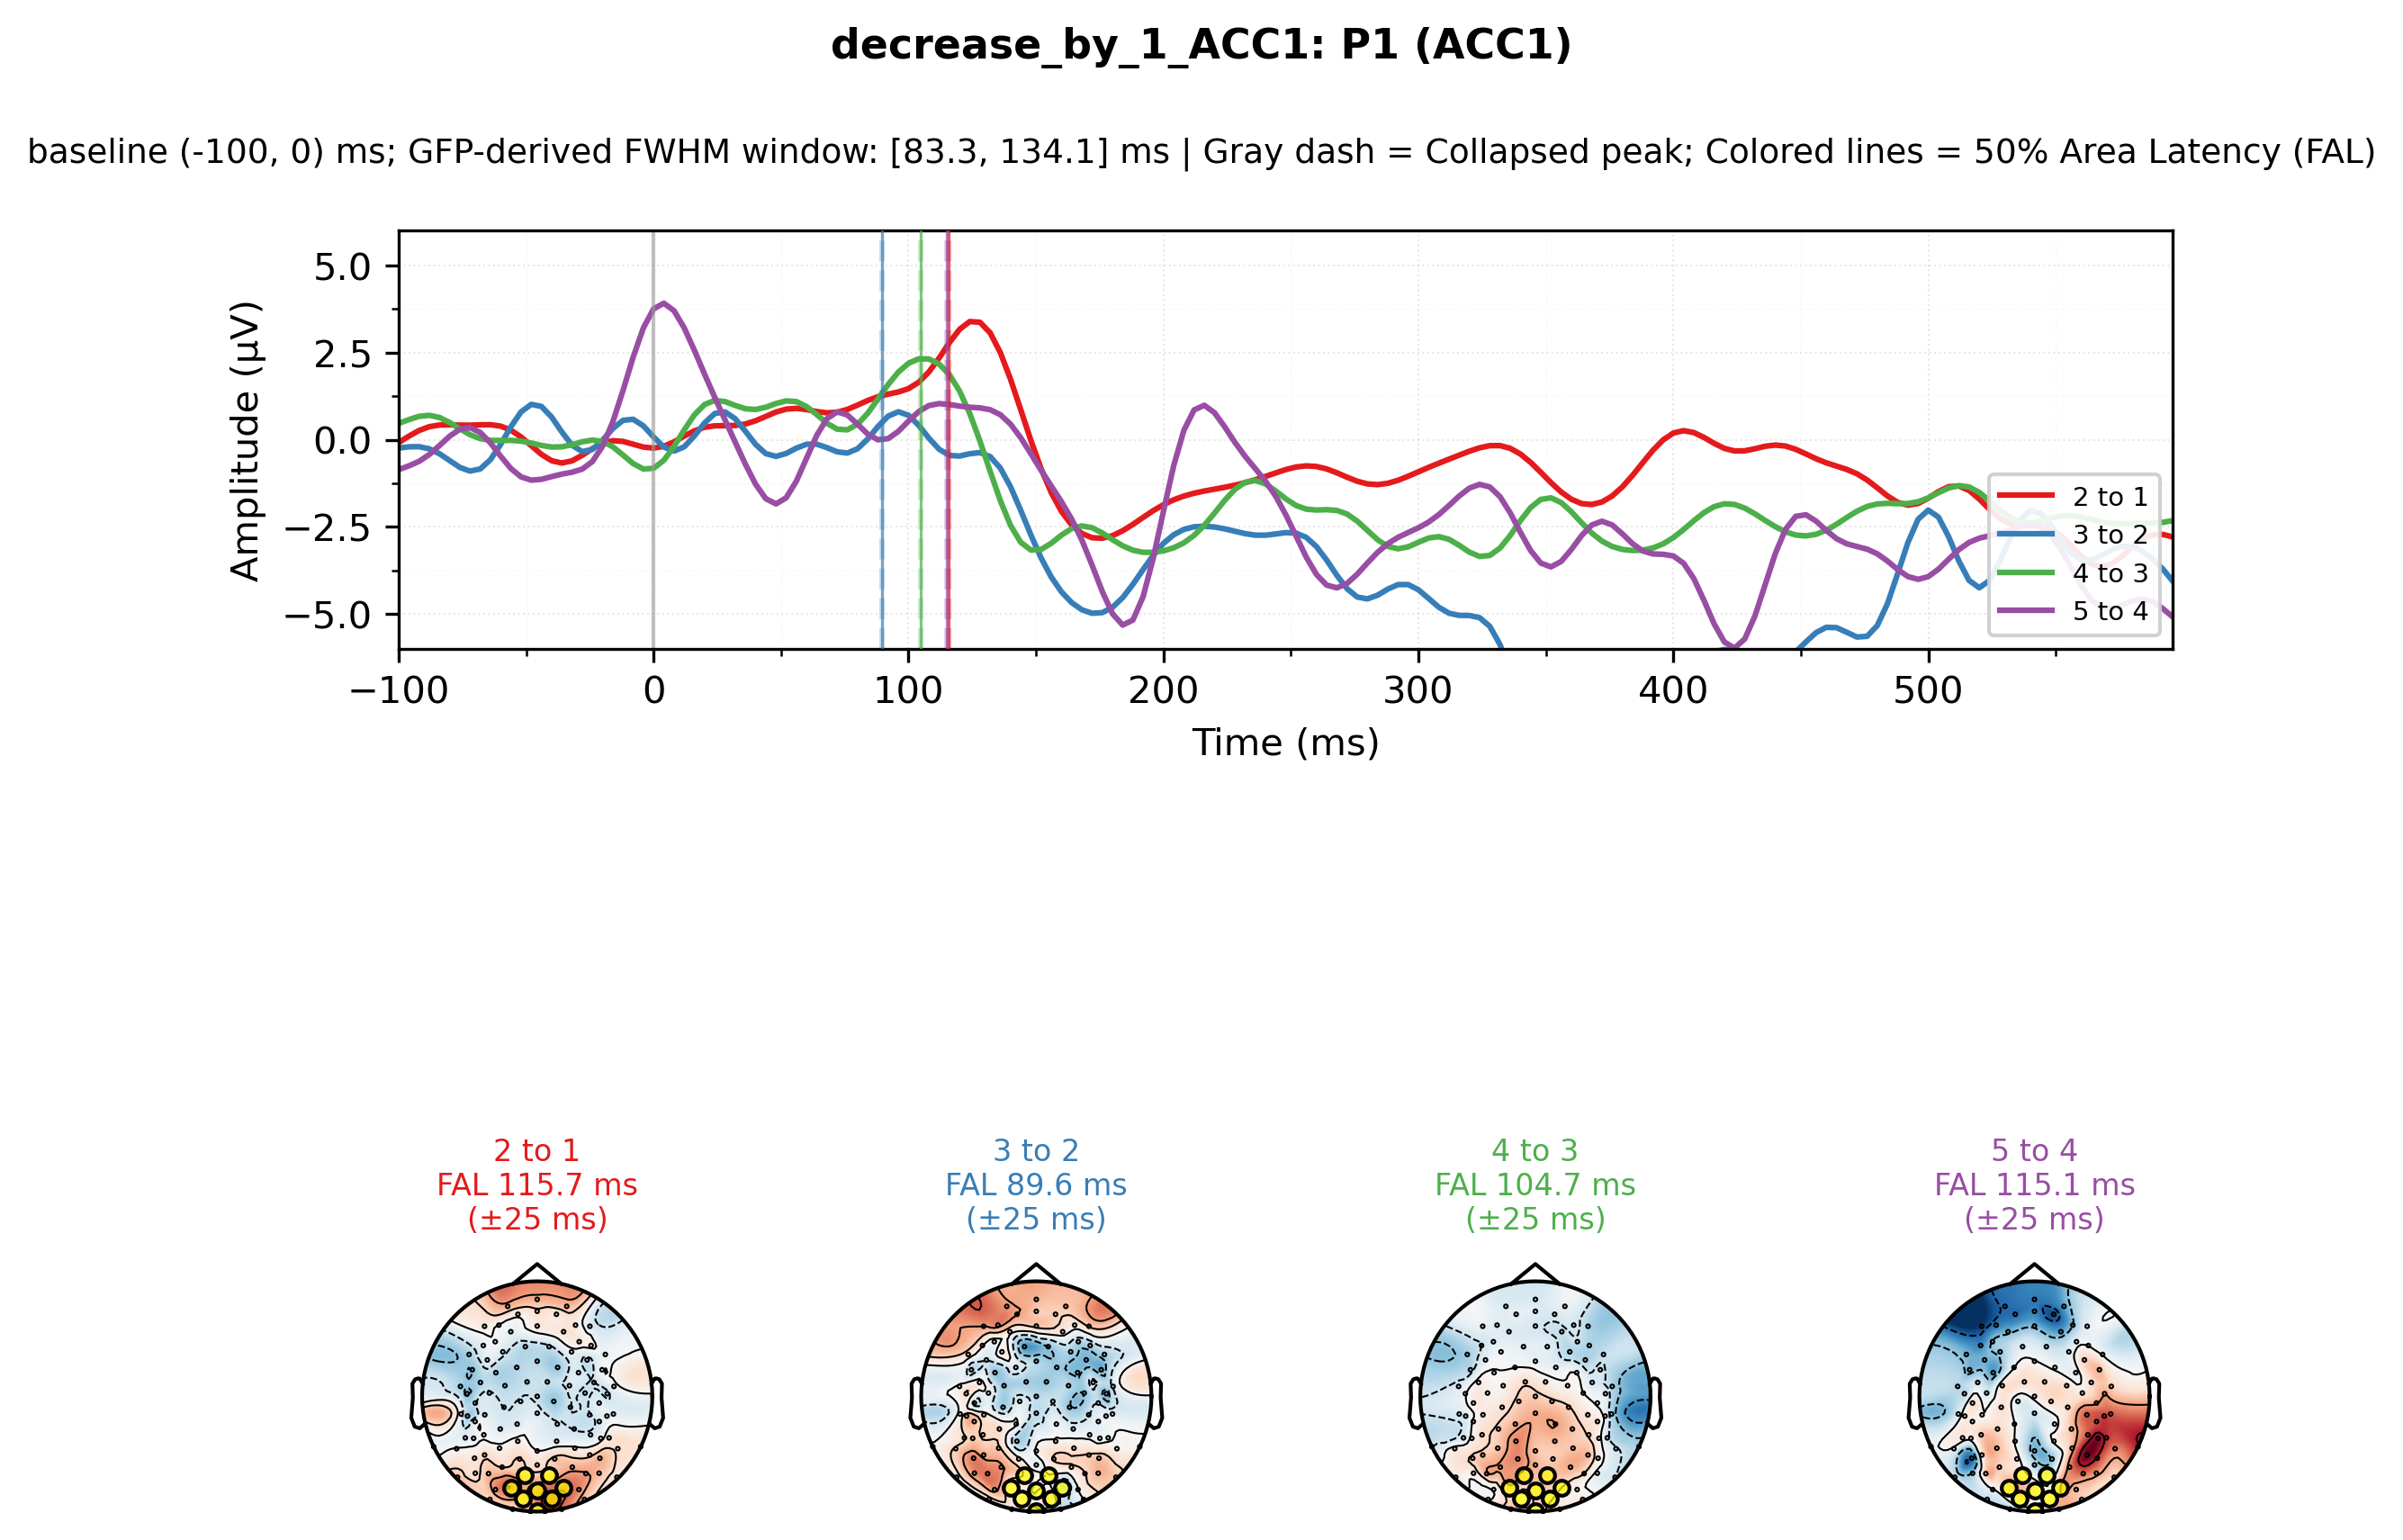 decrease_by_1_ACC1: P1 (ACC1)
baseline (-100, 0) ms; GFP-derived FWHM window: [83.3, 134.1] ms | Gray dash = Collapsed peak; Colored lines = 50% Area Latency (FAL)
Amplitude (µV)
5.0
2.5
0.0
−2.5
−5.0
−100
0
100
200
300
400
500
Time (ms)
2 to 1
3 to 2
4 to 3
5 to 4
2 to 1
FAL 115.7 ms
(±25 ms)
3 to 2
FAL 89.6 ms
(±25 ms)
4 to 3
FAL 104.7 ms
(±25 ms)
5 to 4
FAL 115.1 ms
(±25 ms)